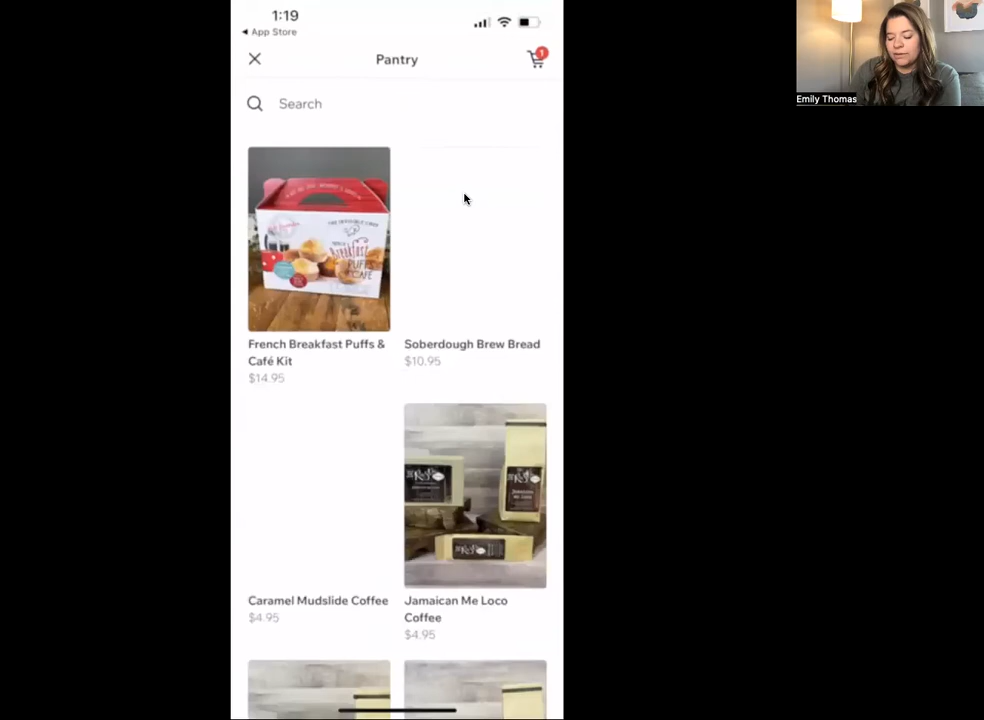 1:19
App Store
Pantry
1
Search
Emily Thomas
French Breakfast Puffs &
Café Kit
$14.95
Soberdough Brew Bread
$10.95
Caramel Mudslide Coffee
$4.95
Jamaican Me Loco
Coffee
$4.95